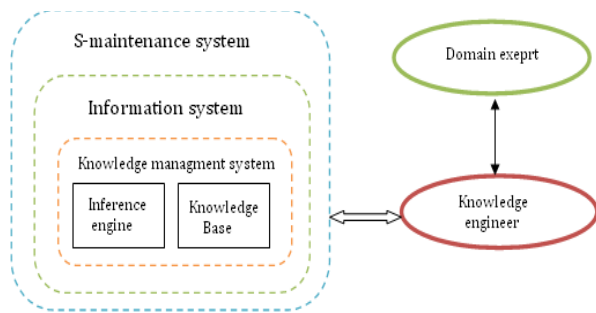 S-maintenance system
Information system
Knowledge managment system
Inference
engine
Knowledge
Base
Domain exeprt
Knowledge
engineer